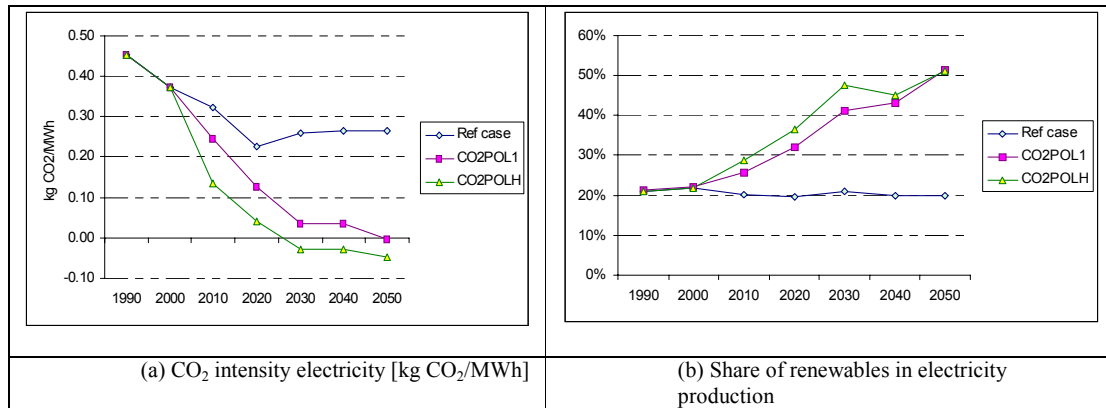 0.50
0.40
0.30
0.20
0.10
0.00
-0.10
kg CO2/MWh
1990 2000 2010 2020 2030 2040 2050
Ref case
CO2POL1
CO2POLH
60%
50%
40%
30%
20%
10%
0%
1990 2000 2010 2020 2030 2040 2050
Ref case
CO2POL1
CO2POLH
(a) CO₂ intensity electricity [kg CO₂/MWh]
(b) Share of renewables in electricity
production